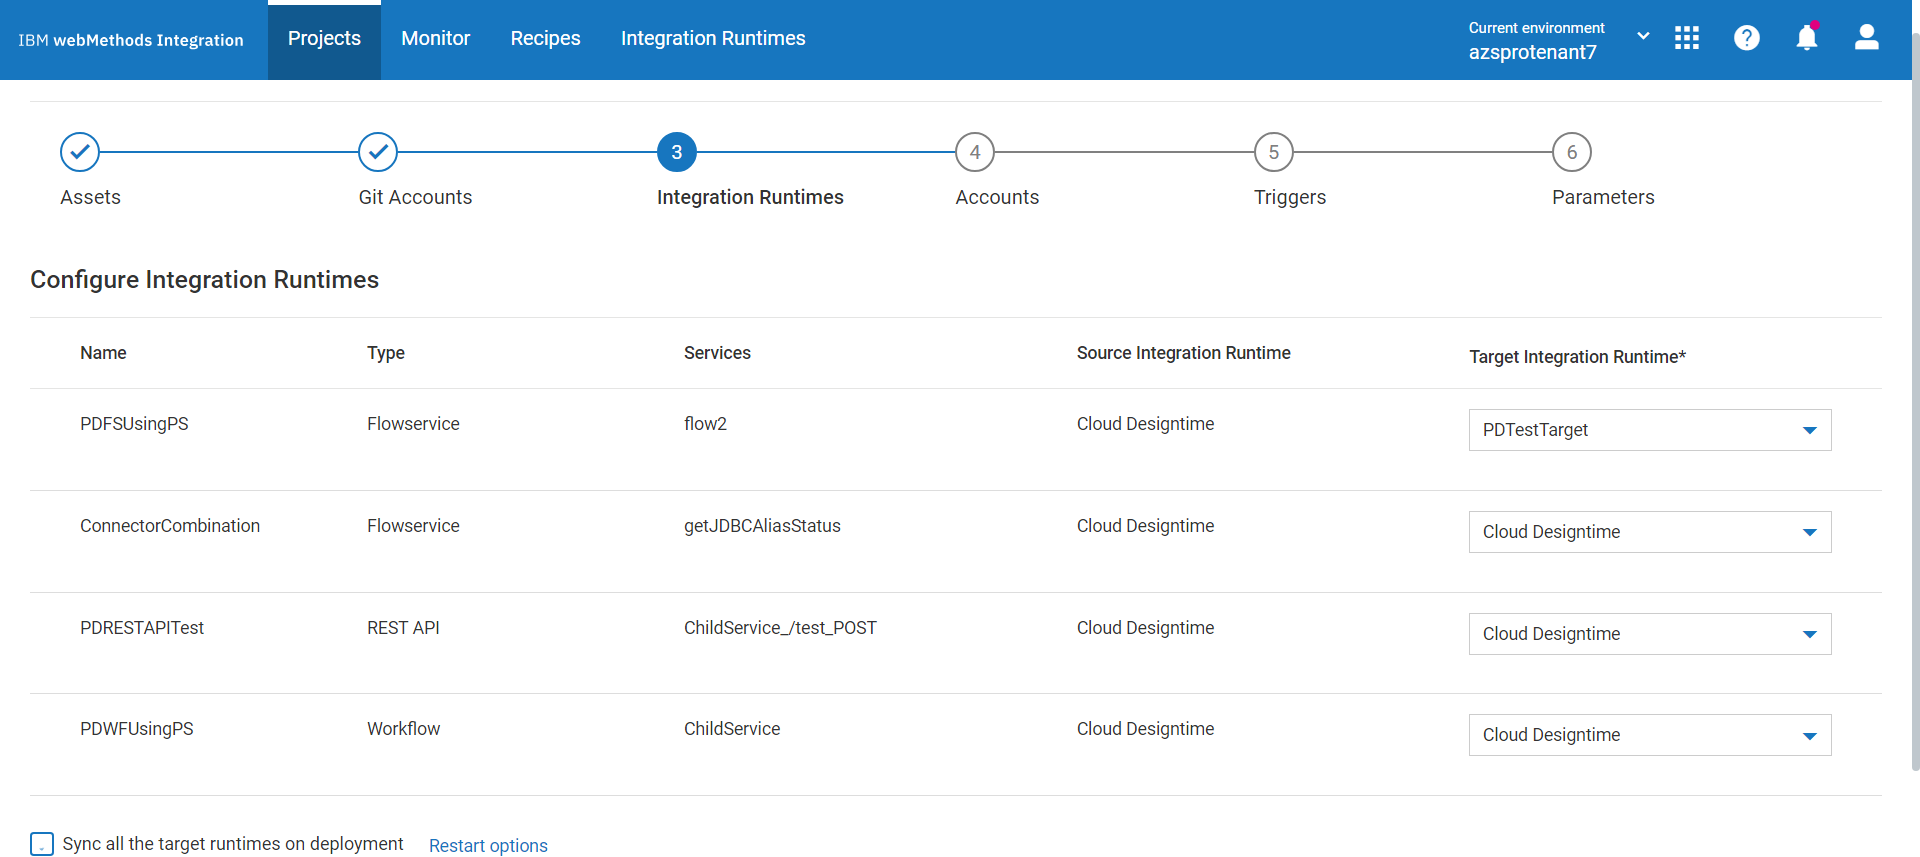 IBM webMethods Integration
Projects
Monitor
Recipes
Integration Runtimes
Current environment
azsprotenant7
3
4
5
6
Assets
Git Accounts
Integration Runtimes
Accounts
Triggers
Parameters
Configure Integration Runtimes
Name Type Services Source Integration Runtime Target Integration Runtime*
PDFSUsingPS Flowservice flow2 Cloud Designtime PDTestTarget
ConnectorCombination Flowservice getJDBCAliasStatus Cloud Designtime Cloud Designtime
PDRESTAPITest REST API ChildService_/test_POST Cloud Designtime Cloud Designtime
PDWFUsingPS Workflow ChildService Cloud Designtime Cloud Designtime
Sync all the target runtimes on deployment Restart options